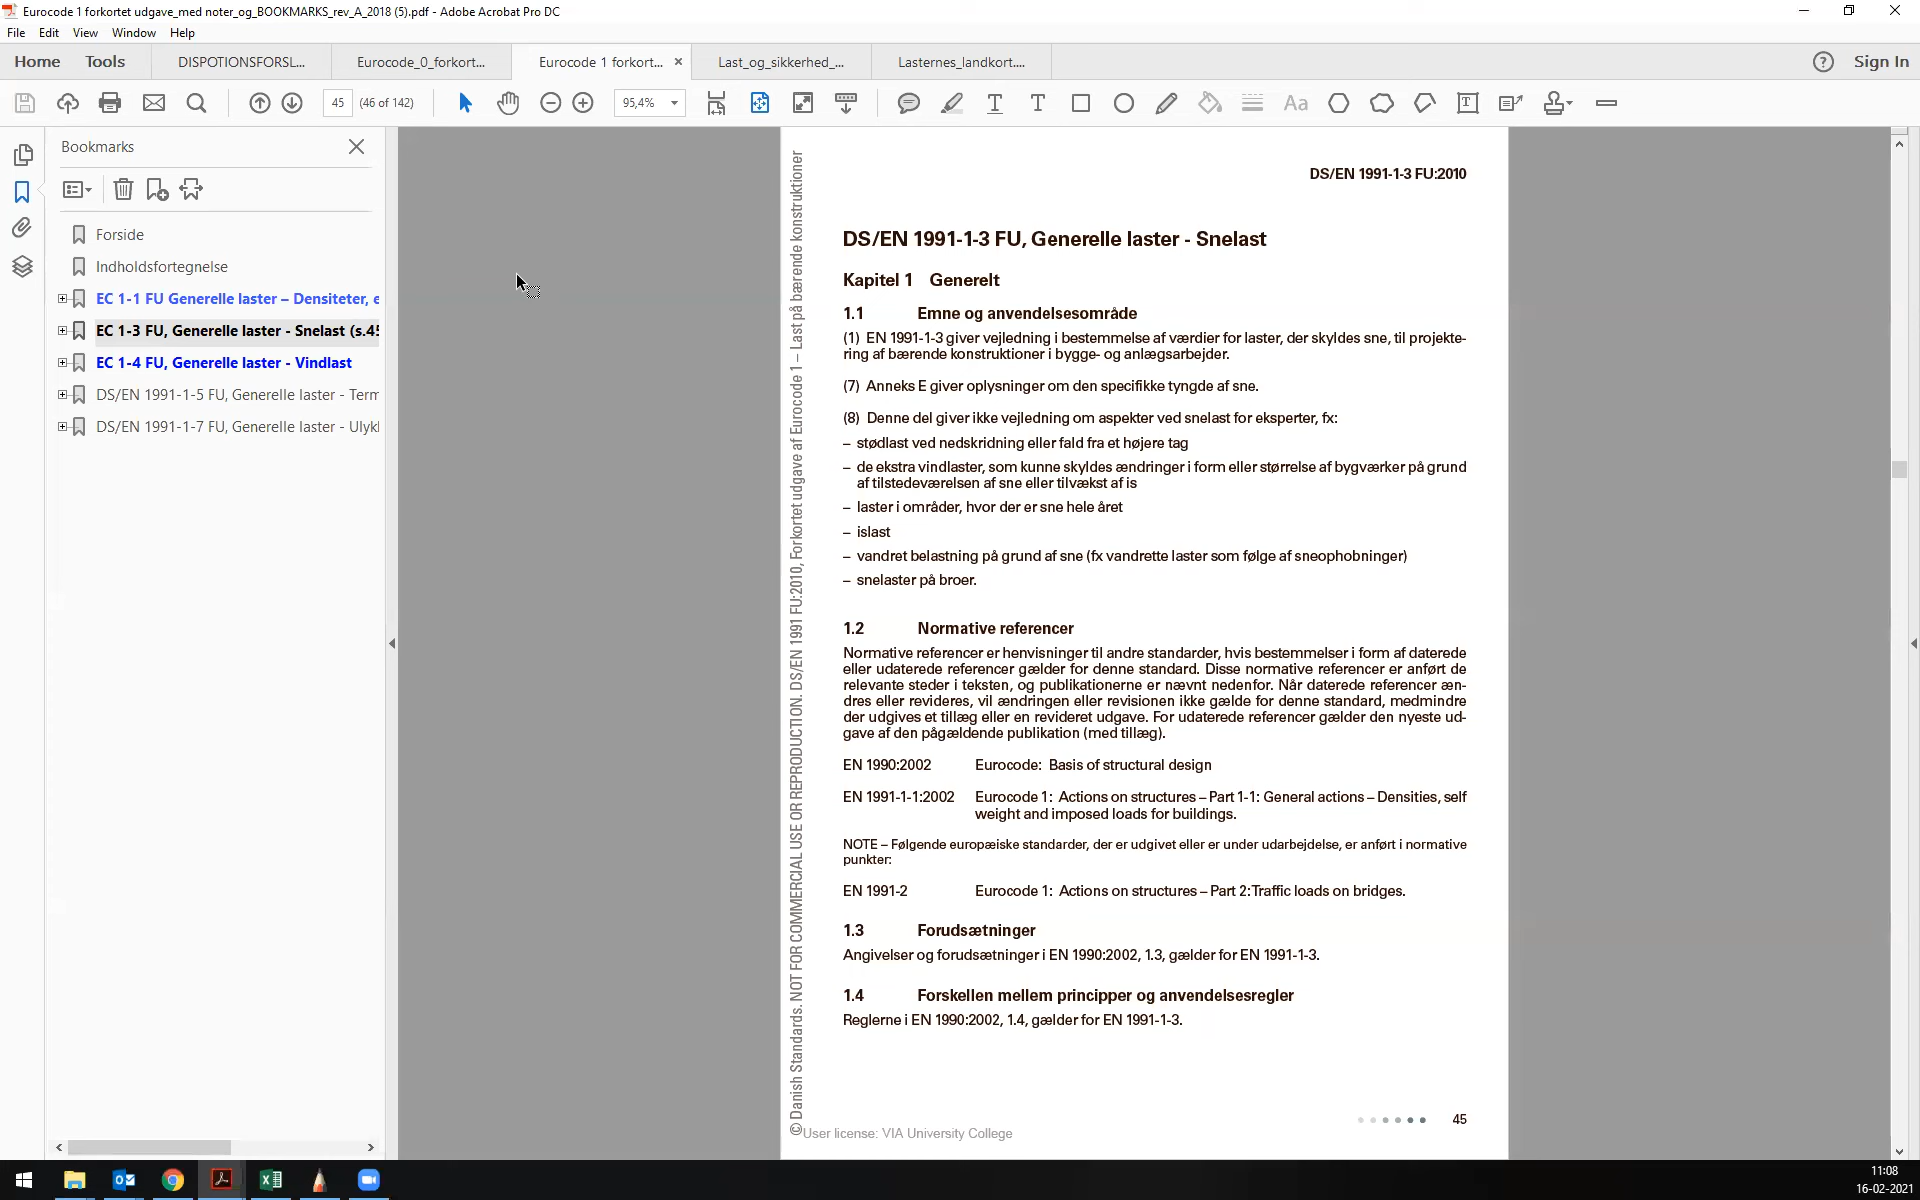 Eurocode 1 forkortet udgave_med noter_og_BOOKMARKS_rev_A_2018 (5).pdf - Adobe Acrobat Pro DC
File Edit View Window Help
Home Tools DISPOTIONSFORSL... Eurocode_0_forkort... Eurocode 1 forkort... × Last_og_sikkerhed_... Lasternes_landkort.... ? Sign In
45 (46 of 142) 95,4%
Bookmarks
Forside
Indholdsfortegnelse
EC 1-1 FU Generelle laster – Densiteter, e
EC 1-3 FU, Generelle laster - Snelast (s.45
EC 1-4 FU, Generelle laster - Vindlast
DS/EN 1991-1-5 FU, Generelle laster - Term
DS/EN 1991-1-7 FU, Generelle laster - Ulykl
© Danish Standards. NOT FOR COMMERCIAL USE OR REPRODUCTION. DS/EN 1991 FU:2010, Forkortet udgave af Eurocode 1 – Last på bærende konstruktioner
DS/EN 1991-1-3 FU:2010
DS/EN 1991-1-3 FU, Generelle laster - Snelast
Kapitel 1 Generelt
1.1 Emne og anvendelsesområde
(1) EN 1991-1-3 giver vejledning i bestemmelse af værdier for laster, der skyldes sne, til projekte-
ring af bærende konstruktioner i bygge- og anlægsarbejder.
(7) Anneks E giver oplysninger om den specifikke tyngde af sne.
(8) Denne del giver ikke vejledning om aspekter ved snelast for eksperter, fx:
– stødlast ved nedskridning eller fald fra et højere tag
– de ekstra vindlaster, som kunne skyldes ændringer i form eller størrelse af bygværker på grund
af tilstedeværelsen af sne eller tilvækst af is
– laster i områder, hvor der er sne hele året
– islast
– vandret belastning på grund af sne (fx vandrette laster som følge af sneophobninger)
– snelaster på broer.
1.2 Normative referencer
Normative referencer er henvisninger til andre standarder, hvis bestemmelser i form af daterede
eller udaterede referencer gælder for denne standard. Disse normative referencer er anført de
relevante steder i teksten, og publikationerne er nævnt nedenfor. Når daterede referencer æn-
dres eller revideres, vil ændringen eller revisionen ikke gælde for denne standard, medmindre
der udgives et tillæg eller en revideret udgave. For udaterede referencer gælder den nyeste ud-
gave af den pågældende publikation (med tillæg).
EN 1990:2002 Eurocode: Basis of structural design
EN 1991-1-1:2002 Eurocode 1: Actions on structures – Part 1-1: General actions – Densities, self
weight and imposed loads for buildings.
NOTE – Følgende europæiske standarder, der er udgivet eller er under udarbejdelse, er anført i normative
punkter:
EN 1991-2 Eurocode 1: Actions on structures – Part 2: Traffic loads on bridges.
1.3 Forudsætninger
Angivelser og forudsætninger i EN 1990:2002, 1.3, gælder for EN 1991-1-3.
1.4 Forskellen mellem principper og anvendelsesregler
Reglerne i EN 1990:2002, 1.4, gælder for EN 1991-1-3.
45
User license: VIA University College
11:08
16-02-2021